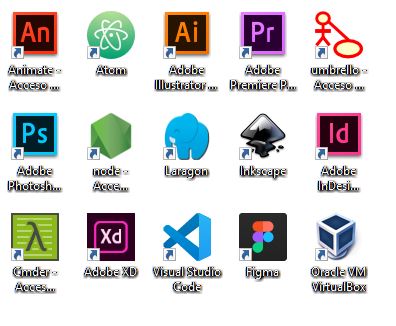 An
Ai
Pr
Animate - Acceso ...
Atom
Adobe Illustrator ...
Adobe Premiere P...
umbrello - Acceso ...
Ps
Id
Adobe Photosh...
node - Acce...
Laragon
Inkscape
Adobe InDesi...
λ
Xd
Cmder - Acces...
Adobe XD
Visual Studio Code
Figma
Oracle VM VirtualBox